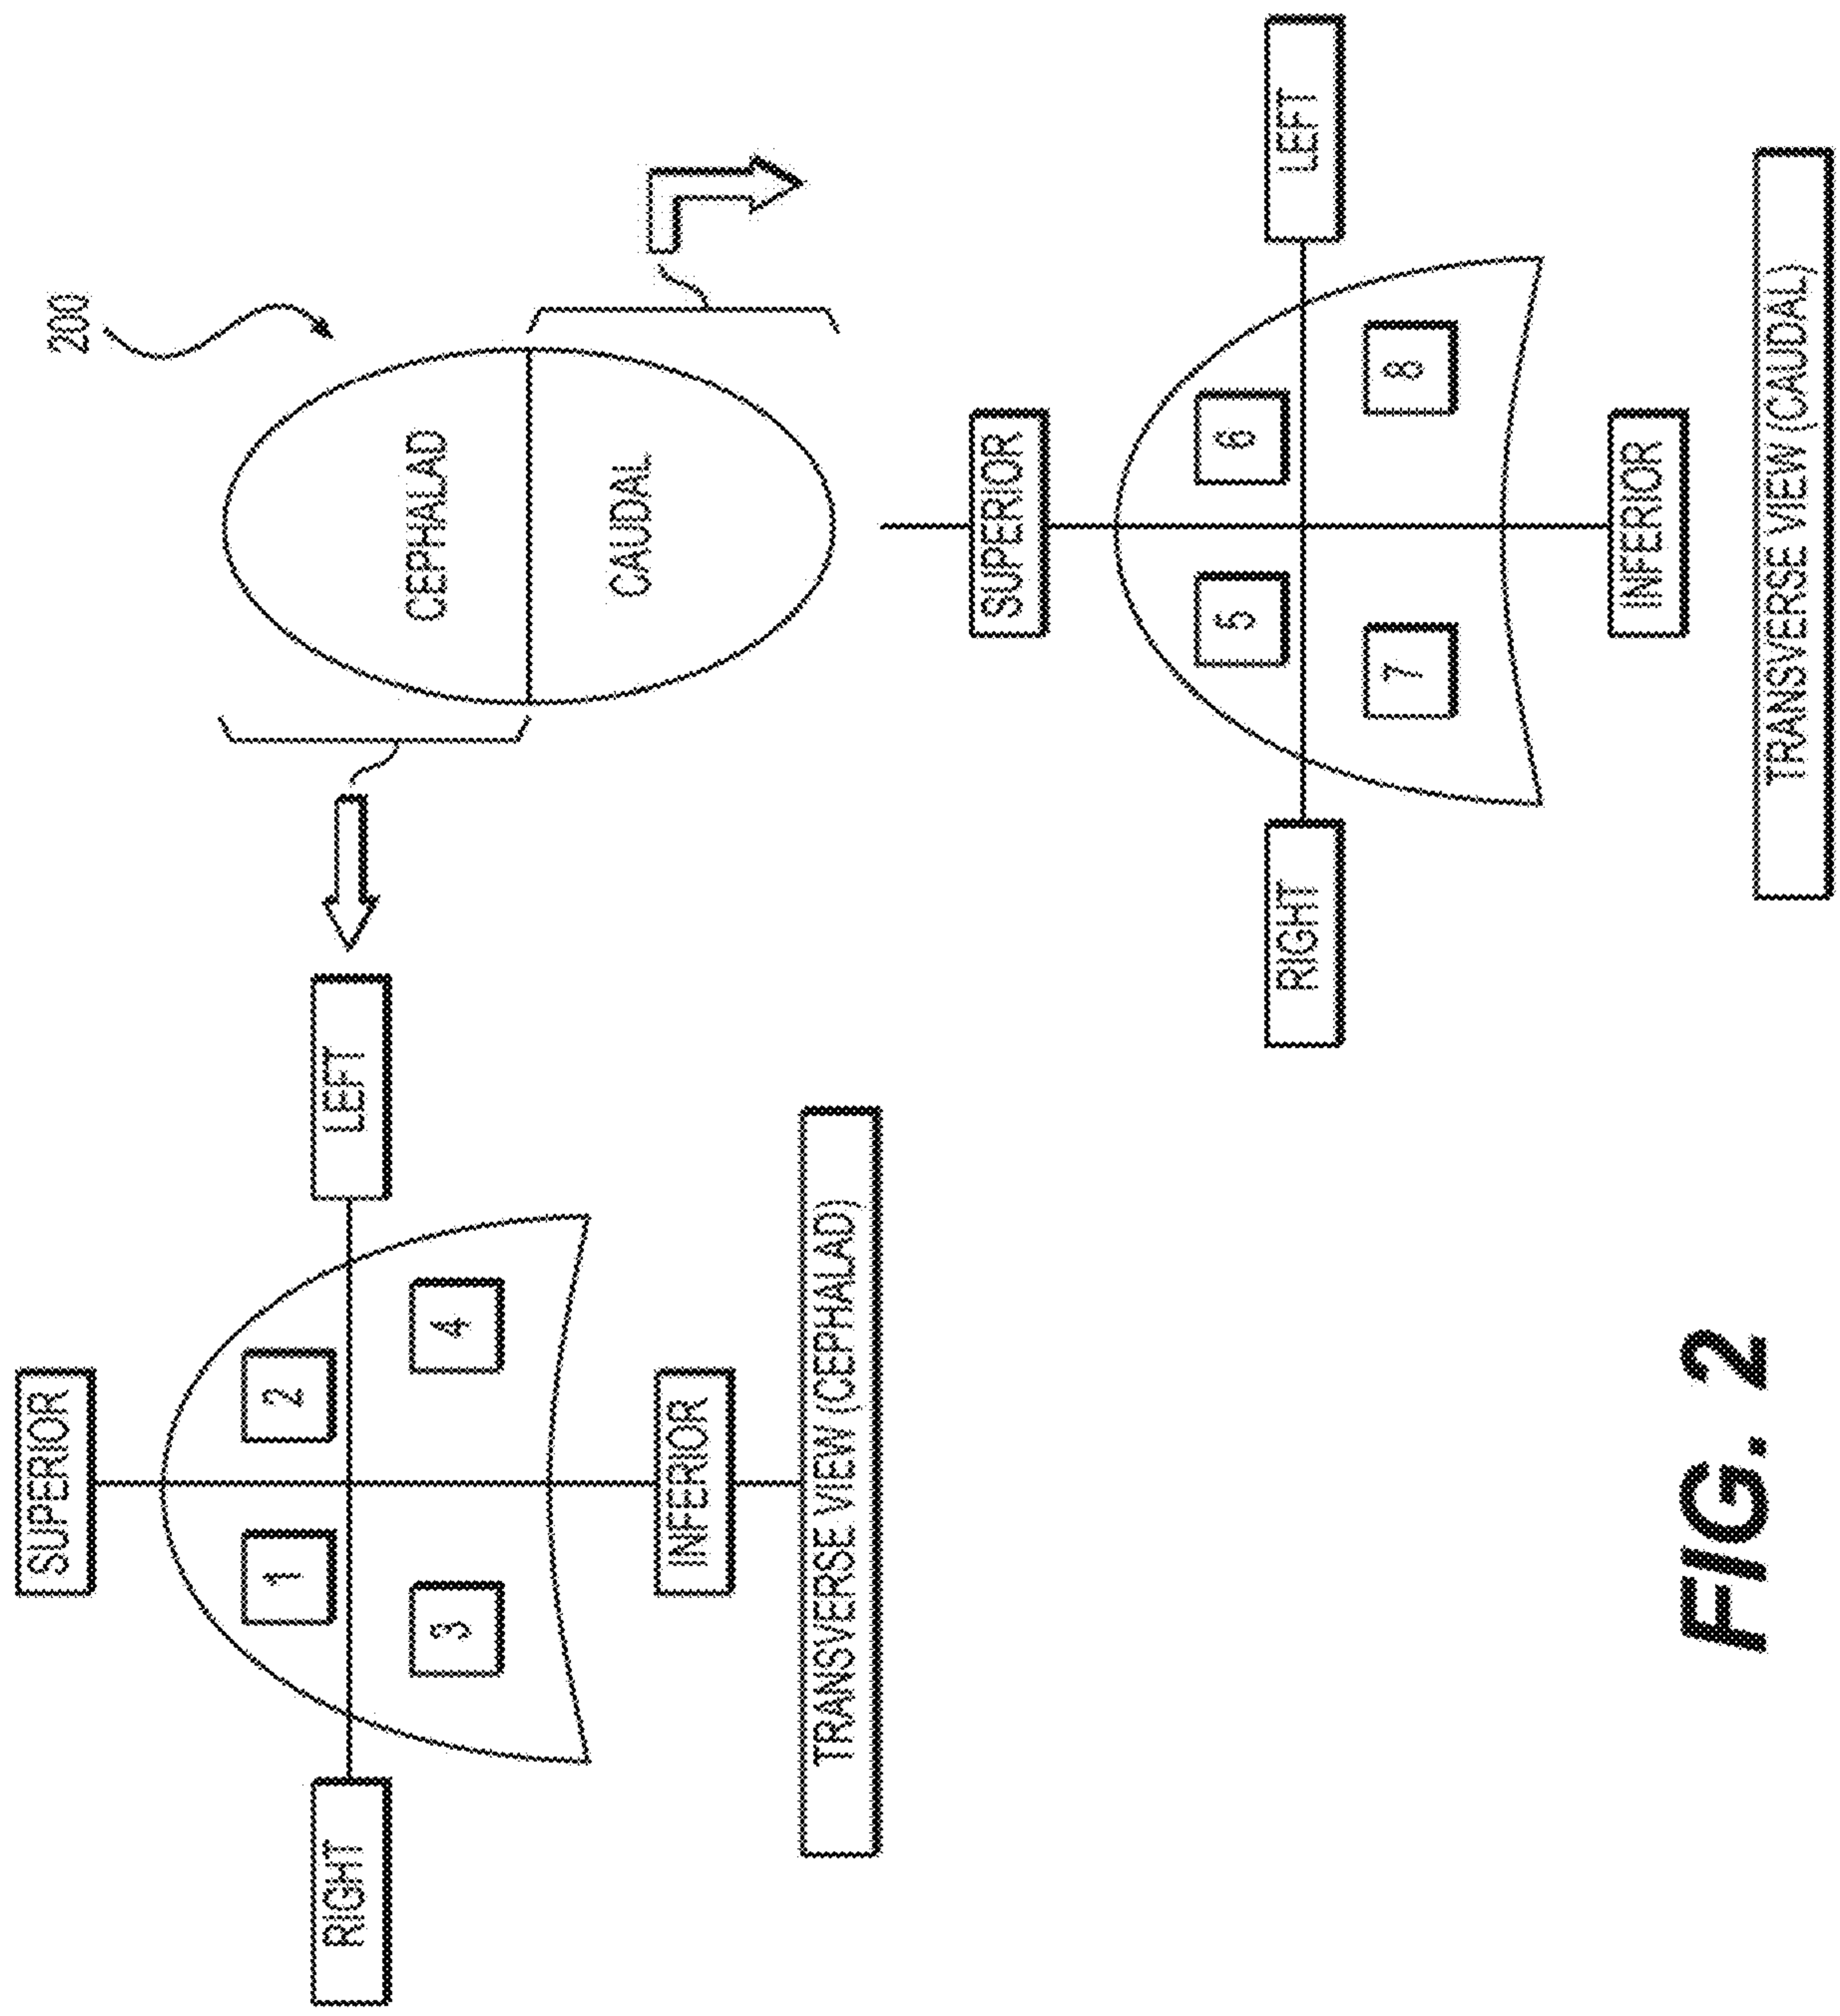 200
CEPHALAD
CAUDAL
SUPERIOR
1
2
RIGHT
LEFT
3
4
INFERIOR
TRANSVERSE VIEW (CEPHALAD)
SUPERIOR
5
6
RIGHT
LEFT
7
8
INFERIOR
TRANSVERSE VIEW (CAUDAL)
FIG. 2